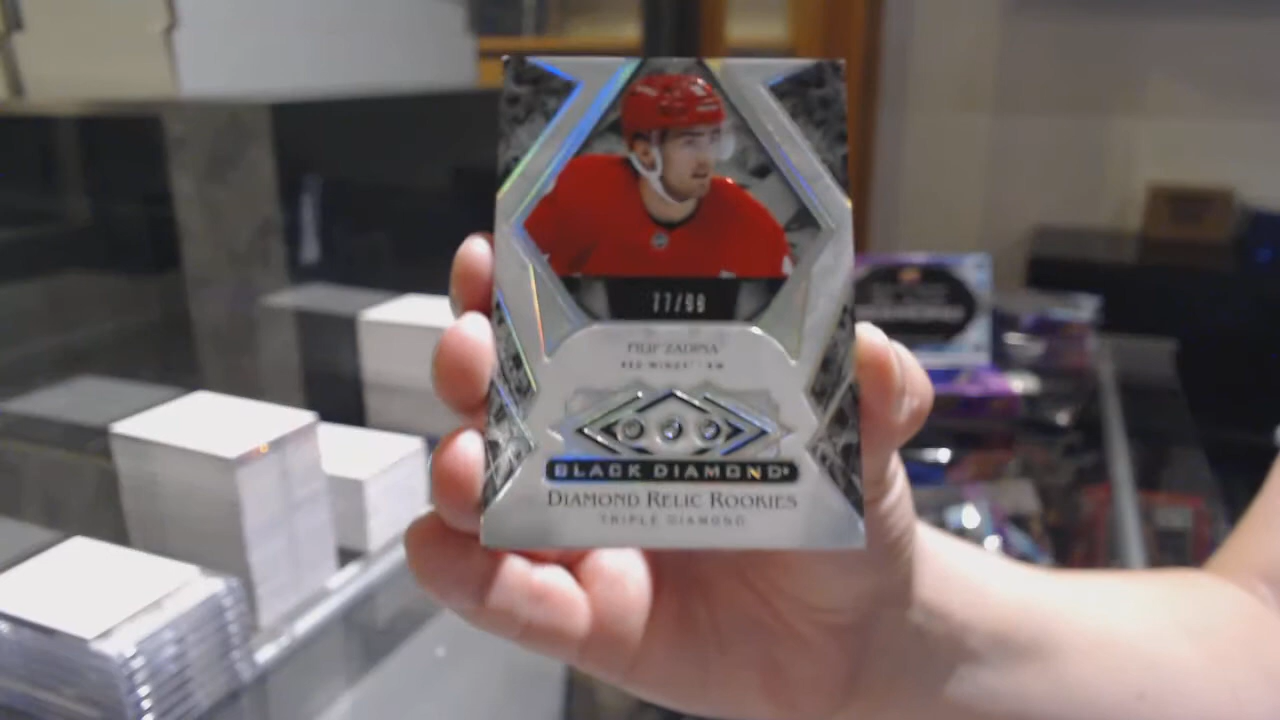 77/99
FILIP ZADINA
RED WINGS • RW
BLACK DIAMOND
DIAMOND RELIC ROOKIES
TRIPLE DIAMOND